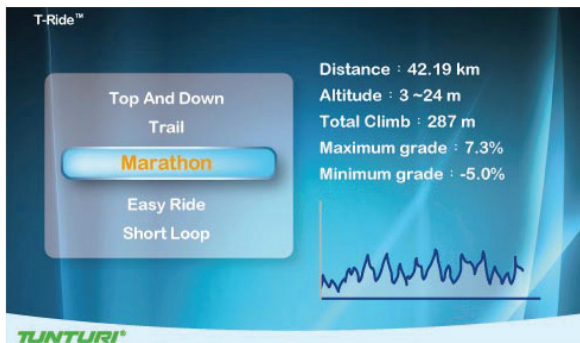 T-Ride™
Top And Down
Trail
Marathon
Easy Ride
Short Loop
Distance : 42.19 km
Altitude : 3 ~24 m
Total Climb : 287 m
Maximum grade : 7.3%
Minimum grade : -5.0%
TUNTURI®